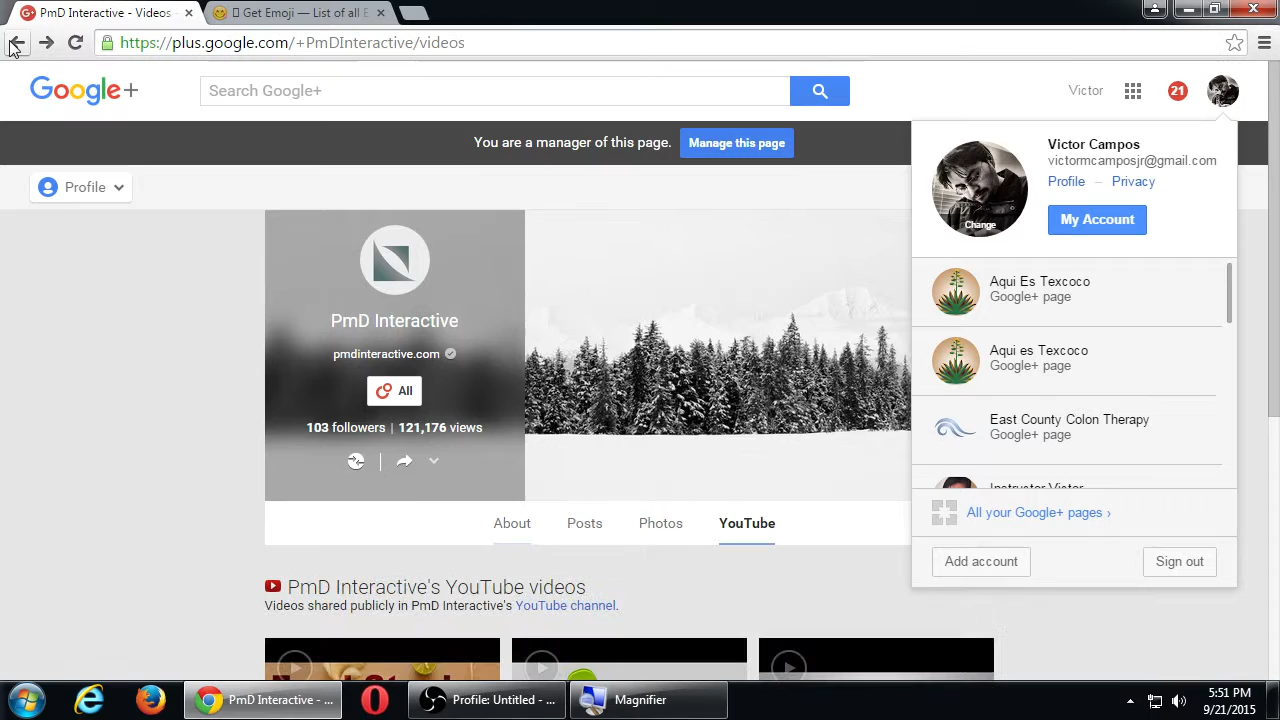 PmD Interactive - Videos
Get Emoji — List of all E
https://plus.google.com/+PmDInteractive/videos
Google+
Search Google+
Victor
21
You are a manager of this page.
Manage this page
Profile
Victor Campos
victormcamposjr@gmail.com
Profile – Privacy
Change
My Account
PmD Interactive
pmdinteractive.com
All
103 followers | 121,176 views
Aqui Es Texcoco
Google+ page
Aqui es Texcoco
Google+ page
East County Colon Therapy
Google+ page
Instructor Victor
All your Google+ pages ›
Add account
Sign out
About
Posts
Photos
YouTube
PmD Interactive's YouTube videos
Videos shared publicly in PmD Interactive's YouTube channel.
PmD Interactive - ...
Profile: Untitled - ...
Magnifier
5:51 PM
9/21/2015